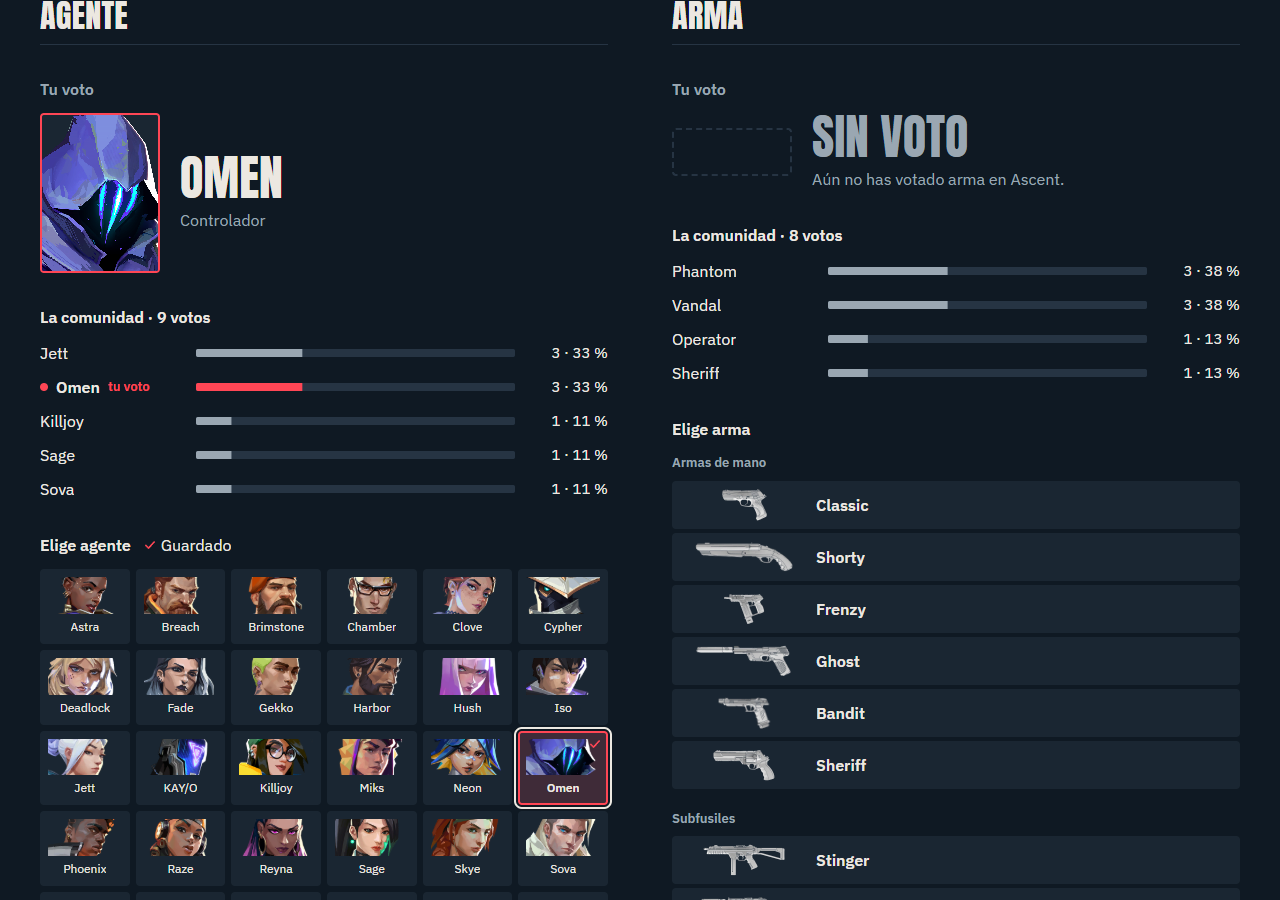 AGENTE
Tu voto
OMEN
Controlador
La comunidad · 9 votos
Jett 3 · 33 %
Omen tu voto 3 · 33 %
Killjoy 1 · 11 %
Sage 1 · 11 %
Sova 1 · 11 %
Elige agente ✓ Guardado
Astra Breach Brimstone Chamber Clove Cypher
Deadlock Fade Gekko Harbor Hush Iso
Jett KAY/O Killjoy Miks Neon Omen
Phoenix Raze Reyna Sage Skye Sova
ARMA
Tu voto
SIN VOTO
Aún no has votado arma en Ascent.
La comunidad · 8 votos
Phantom 3 · 38 %
Vandal 3 · 38 %
Operator 1 · 13 %
Sheriff 1 · 13 %
Elige arma
Armas de mano
Classic
Shorty
Frenzy
Ghost
Bandit
Sheriff
Subfusiles
Stinger